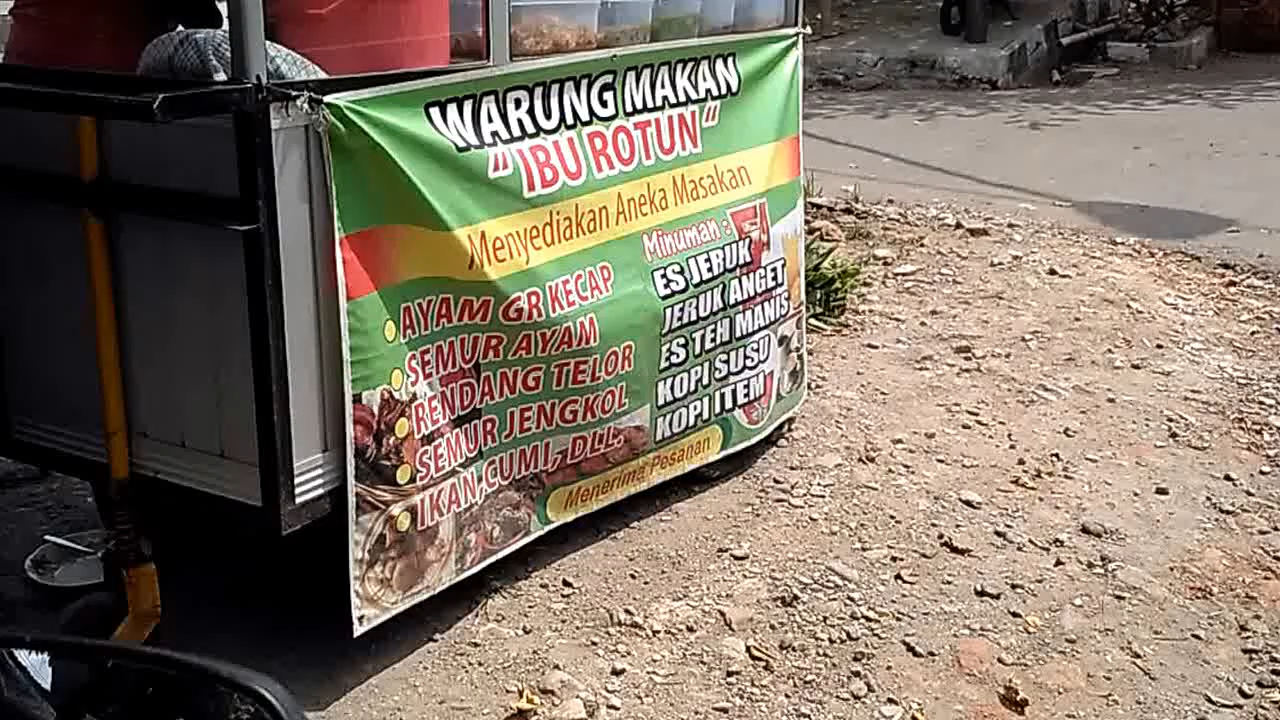 WARUNG MAKAN
"IBU ROTUN"
Menyediakan Aneka Masakan
AYAM GR KECAP
SEMUR AYAM
RENDANG TELOR
SEMUR JENGKOL
IKAN,CUMI, DLL.
Minuman :
ES JERUK
JERUK ANGET
ES TEH MANIS
KOPI SUSU
KOPI ITEM
Menerima Pesanan